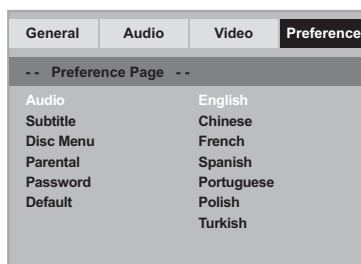 General Audio Video Preference
- - Preference Page - -
Audio English
Subtitle Chinese
Disc Menu French
Parental Spanish
Password Portuguese
Default Polish
Turkish